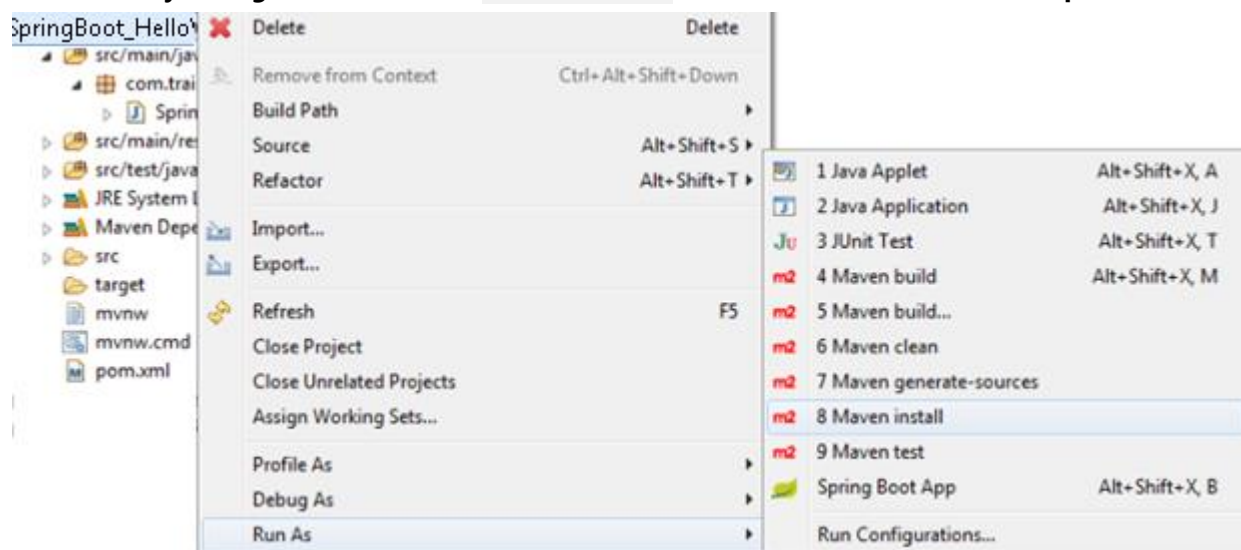 SpringBoot_Hello
src/main/jav
com.trai
Sprin
src/main/re
src/test/java
JRE System
Maven Depe
src
target
mvnw
mvnw.cmd
pom.xml
Delete Delete
Remove from Context Ctrl+Alt+Shift+Down
Build Path
Source Alt+Shift+S
Refactor Alt+Shift+T
Import...
Export...
Refresh F5
Close Project
Close Unrelated Projects
Assign Working Sets...
Profile As
Debug As
Run As
1 Java Applet Alt+Shift+X, A
2 Java Application Alt+Shift+X, J
Ju 3 JUnit Test Alt+Shift+X, T
m2 4 Maven build Alt+Shift+X, M
m2 5 Maven build...
m2 6 Maven clean
m2 7 Maven generate-sources
m2 8 Maven install
m2 9 Maven test
Spring Boot App Alt+Shift+X, B
Run Configurations...